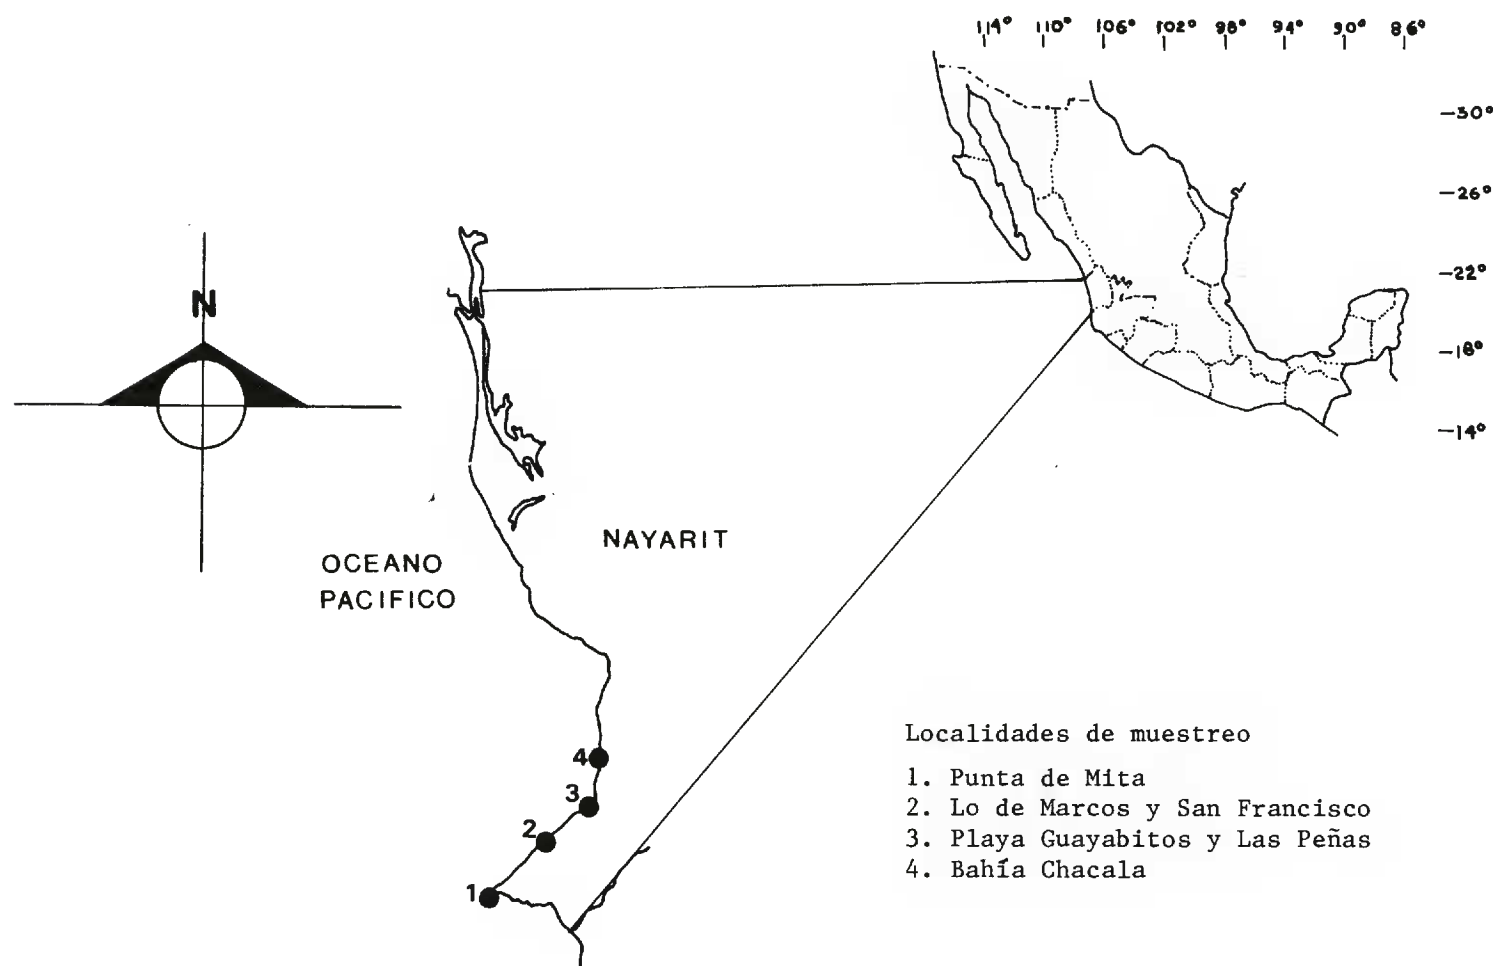 114° 110° 106° 102° 98° 94° 90° 86°
—30°
—26°
—22°
—18°
—14°
N
NAYARIT
OCEANO
PACIFICO
4
3
2
1
Localidades de muestreo
1. Punta de Mita
2. Lo de Marcos y San Francisco
3. Playa Guayabitos y Las Peñas
4. Bahía Chacala